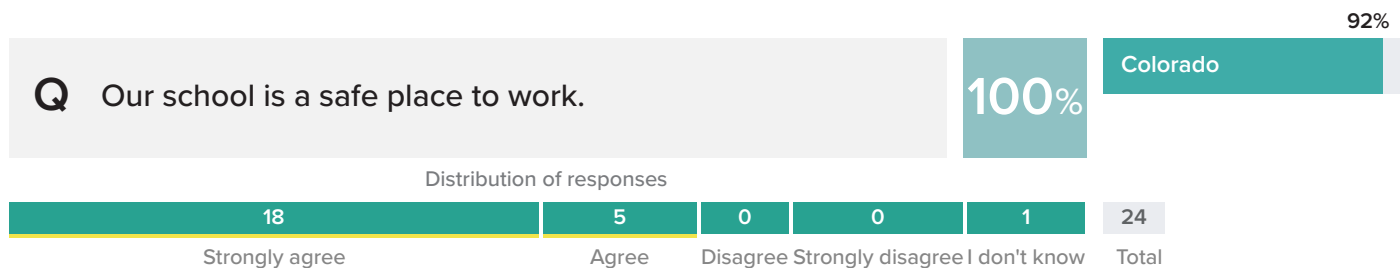 92%
Q Our school is a safe place to work.
100%
Colorado
Distribution of responses
18 5 0 0 1 24
Strongly agree Agree Disagree Strongly disagree I don't know Total